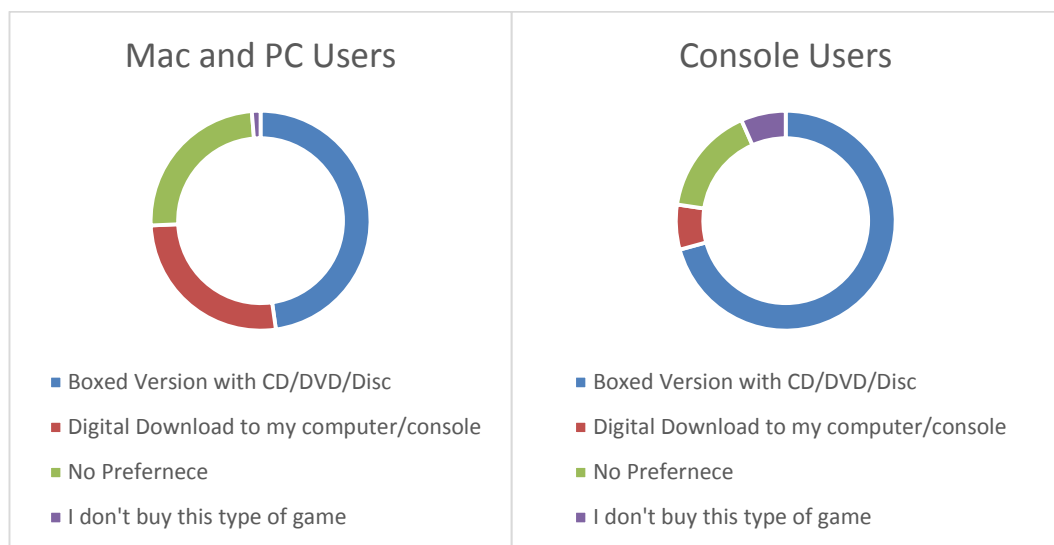 Mac and PC Users
Boxed Version with CD/DVD/Disc
Digital Download to my computer/console
No Prefernece
I don't buy this type of game
Console Users
Boxed Version with CD/DVD/Disc
Digital Download to my computer/console
No Prefernece
I don't buy this type of game